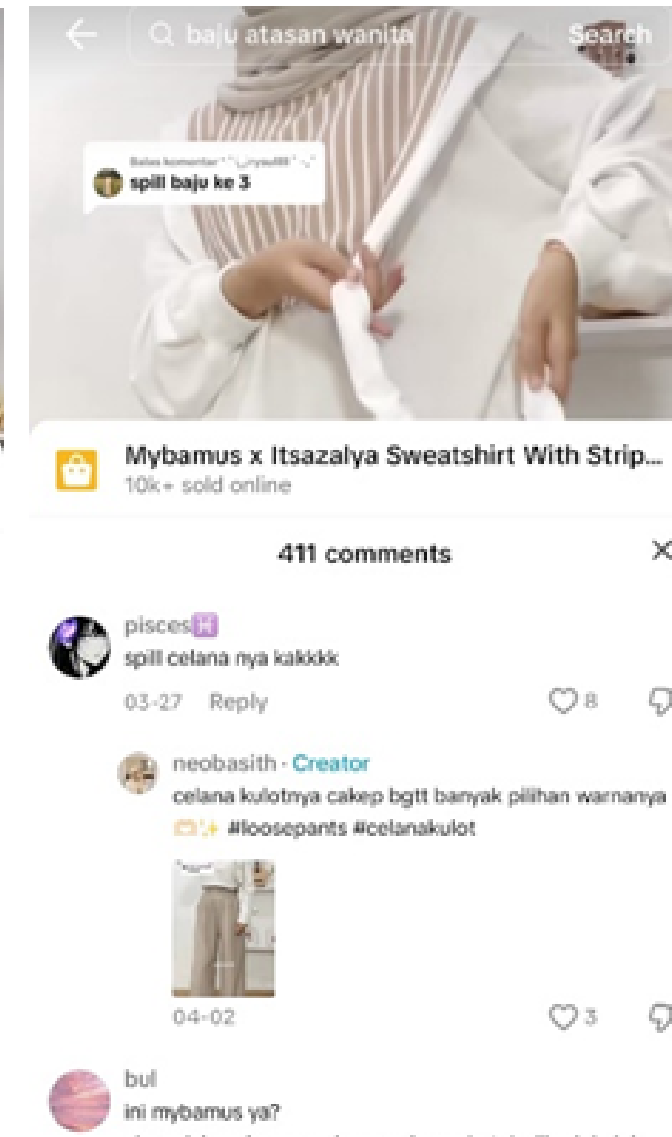 baju atasan wanita
Search
Balas komentar
spill baju ke 3
Mybamus x Itsazalya Sweatshirt With Strip...
10k+ sold online
411 comments
pisces♓
spill celana nya kakkkk
03-27 Reply
8
neobasith · Creator
celana kulotnya cakep bgtt banyak pilihan warnanya
🫶✨ #loosepants #celanakulot
04-02
3
bul
ini mybamus ya?